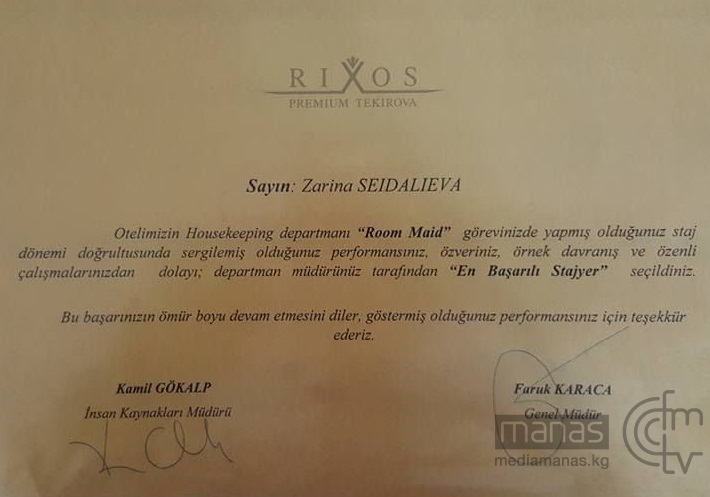 RIXOS
PREMIUM TEKIROVA
Sayın: Zarina SEIDALIEVA
Otelimizin Housekeeping departmanı “Room Maid” görevinizde yapmış olduğunuz staj
dönemi doğrultusunda sergilemiş olduğunuz performansınız, özveriniz, örnek davranış ve özenli
çalışmalarınızdan dolayı; departman müdürünüz tarafından “En Başarılı Stajyer” seçildiniz.
Bu başarınızın ömür boyu devam etmesini diler, göstermiş olduğunuz performansınız için teşekkür
ederiz.
Kamil GÖKALP
İnsan Kaynakları Müdürü
Faruk KARACA
Genel Müdür
manas
mediamanas.kg
fm
tv